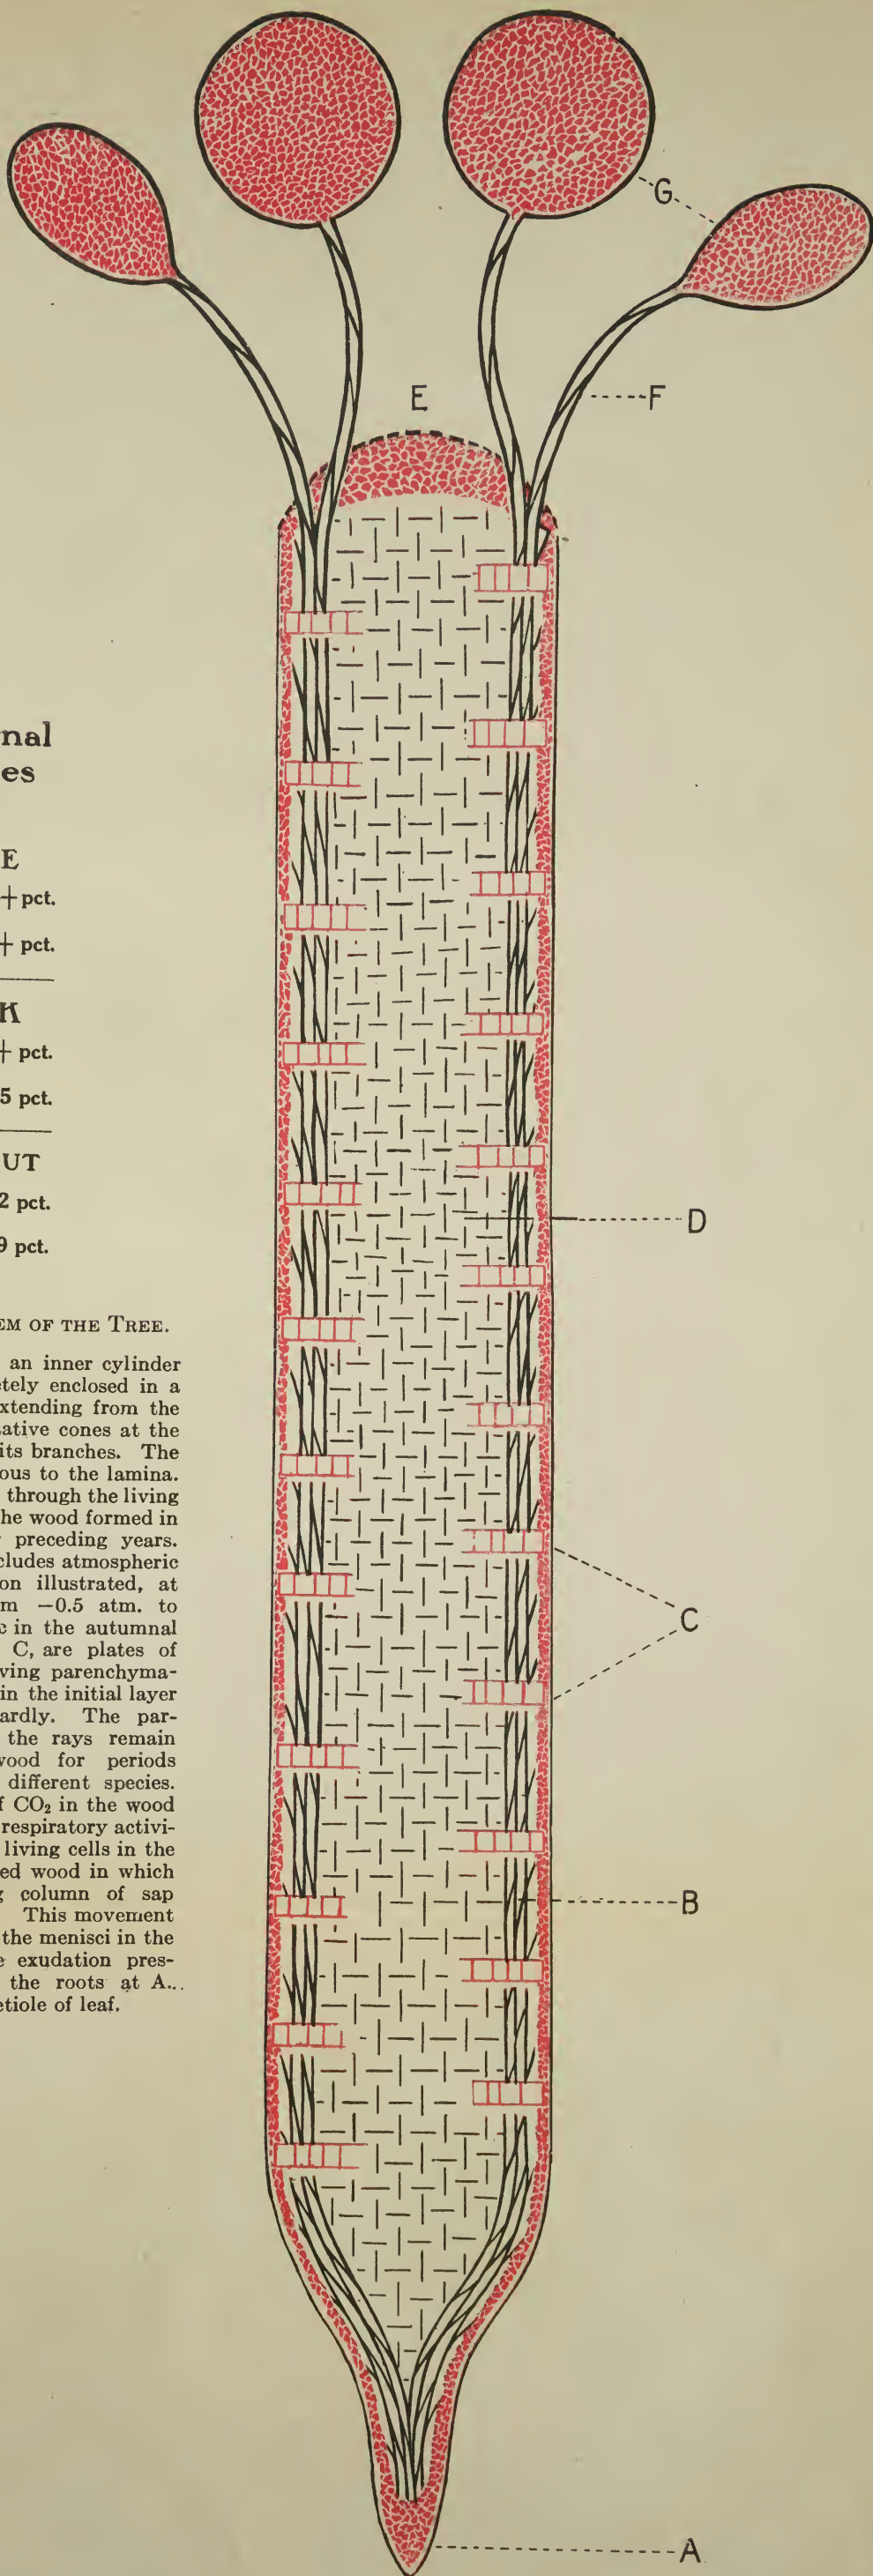 E
G
F
rnal
es
E
+ pct.
+ pct.
K
+ pct.
5 pct.
UT
2 pct.
9 pct.
D
EM OF THE TREE.
an inner cylinder
etely enclosed in a
extending from the
tative cones at the
its branches. The
ous to the lamina.
through the living
he wood formed in
preceding years.
cludes atmospheric
on illustrated, at
m −0.5 atm. to
c in the autumnal
C, are plates of
ving parenchyma-
in the initial layer
ardly. The par-
the rays remain
wood for periods
different species.
f CO₂ in the wood
respiratory activi-
living cells in the
ed wood in which
g column of sap
This movement
the menisci in the
e exudation pres-
the roots at A..
etiole of leaf.
C
B
A